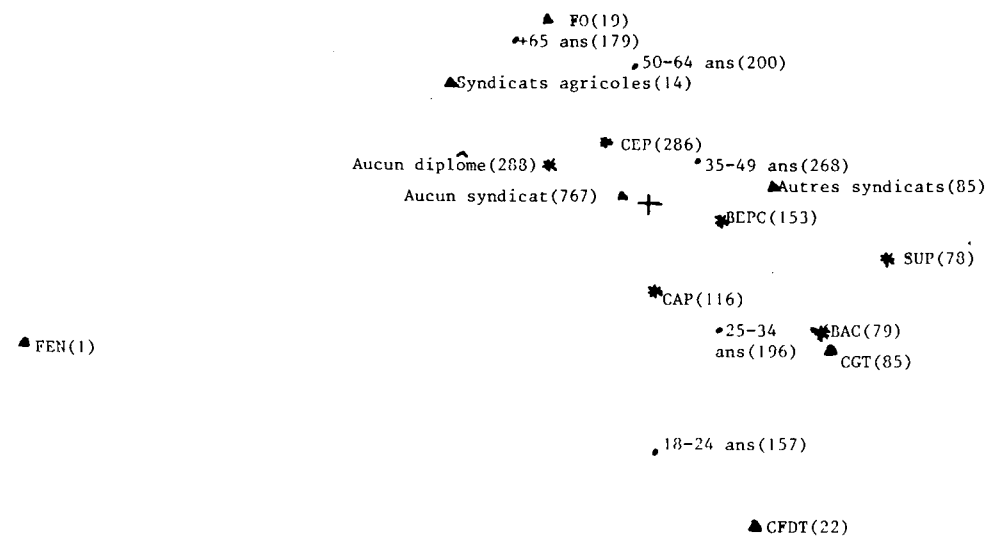 FO(19)
+65 ans(179)
50-64 ans(200)
Syndicats agricoles(14)
CEP(286)
Aucun diplôme(288)
35-49 ans(268)
Autres syndicats(85)
Aucun syndicat(767)
BEPC(153)
SUP(78)
CAP(116)
25-34
ans(196)
BAC(79)
FEN(1)
CGT(85)
18-24 ans(157)
CFDT(22)